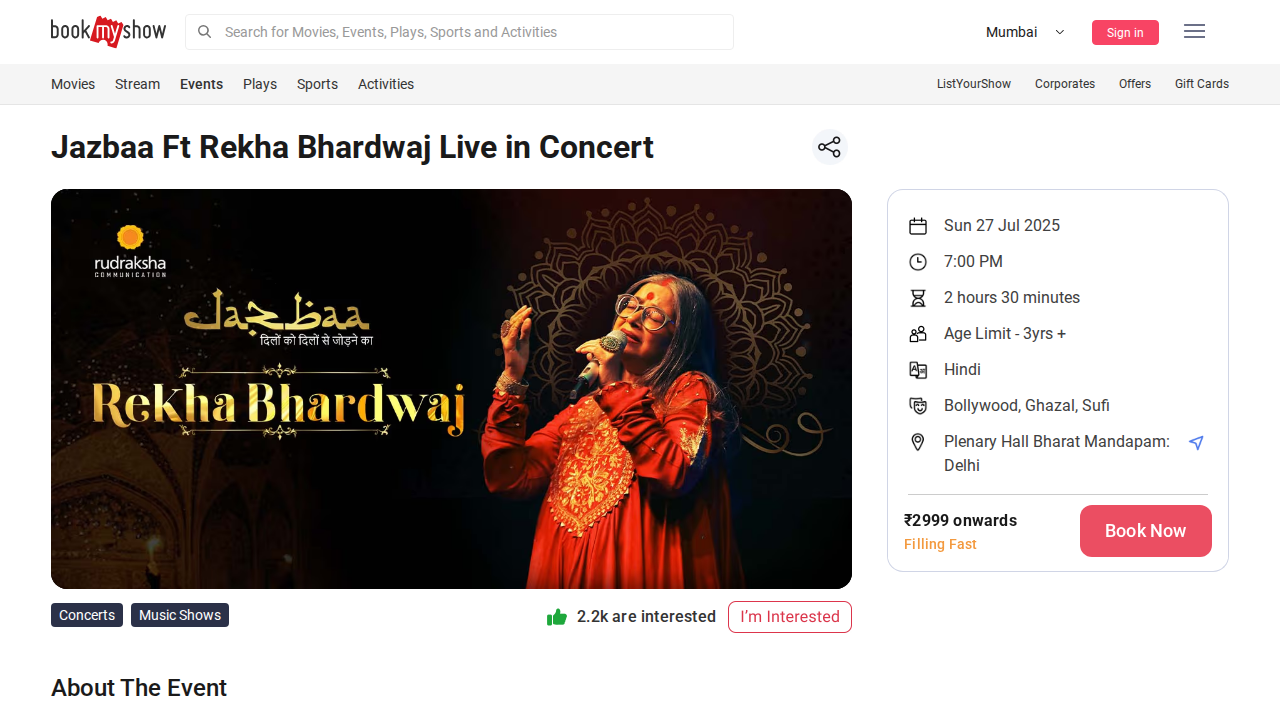 bookmyshow
Search for Movies, Events, Plays, Sports and Activities
Mumbai
Sign in
Movies Stream Events Plays Sports Activities
ListYourShow Corporates Offers Gift Cards
Jazbaa Ft Rekha Bhardwaj Live in Concert
rudraksha
COMMUNICATION
Jazbaa
दिलों को दिलों से जोड़ने का
Rekha Bhardwaj
Sun 27 Jul 2025
7:00 PM
2 hours 30 minutes
Age Limit - 3yrs +
Hindi
Bollywood, Ghazal, Sufi
Plenary Hall Bharat Mandapam:
Delhi
₹2999 onwards
Filling Fast
Book Now
Concerts Music Shows
2.2k are interested
I’m Interested
About The Event